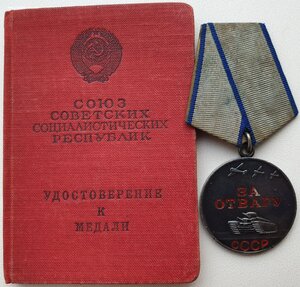 СОЮЗ
СОВЕТСКИХ
СОЦИАЛИСТИЧЕСКИХ
РЕСПУБЛИК
УДОСТОВЕРЕНИЕ
К
МЕДАЛИ
ЗА
ОТВАГУ
СССР